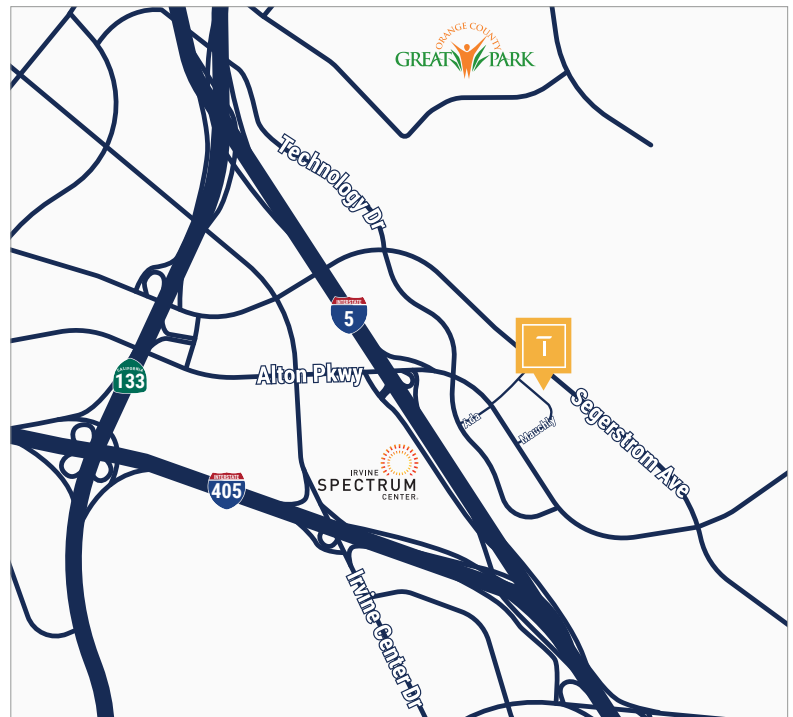 ORANGE COUNTY
GREAT PARK
Technology Dr
INTERSTATE
5
T
CALIFORNIA
133
Alton Pkwy
Ada
Mauchly
Segerstrom Ave
IRVINE
SPECTRUM
CENTER.
INTERSTATE
405
Irvine Center Dr